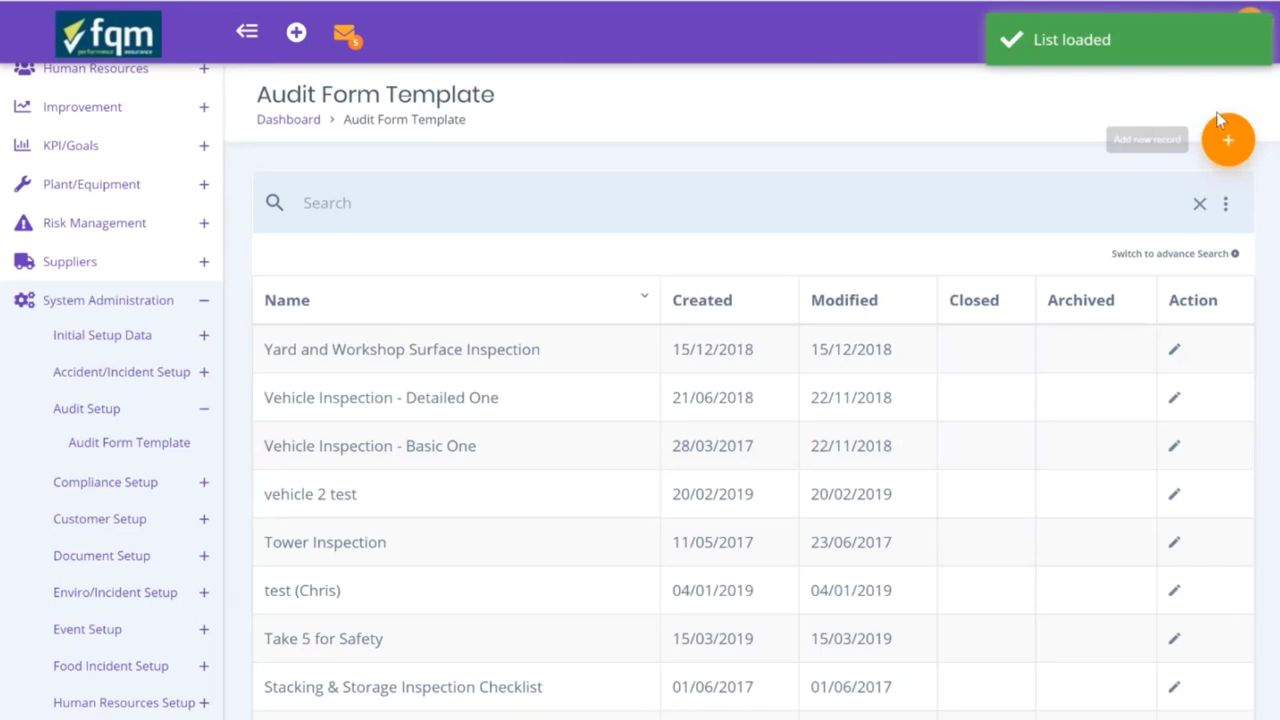 fqm
performance assurance
5
List loaded
Human Resources +
Improvement +
KPI/Goals +
Plant/Equipment +
Risk Management +
Suppliers +
System Administration −
Initial Setup Data +
Accident/Incident Setup +
Audit Setup −
Audit Form Template
Compliance Setup +
Customer Setup +
Document Setup +
Enviro/Incident Setup +
Event Setup +
Food Incident Setup +
Human Resources Setup +
Audit Form Template
Dashboard > Audit Form Template
Add new record +
Search
Switch to advance Search
Name Created Modified Closed Archived Action
Yard and Workshop Surface Inspection 15/12/2018 15/12/2018
Vehicle Inspection - Detailed One 21/06/2018 22/11/2018
Vehicle Inspection - Basic One 28/03/2017 22/11/2018
vehicle 2 test 20/02/2019 20/02/2019
Tower Inspection 11/05/2017 23/06/2017
test (Chris) 04/01/2019 04/01/2019
Take 5 for Safety 15/03/2019 15/03/2019
Stacking & Storage Inspection Checklist 01/06/2017 01/06/2017